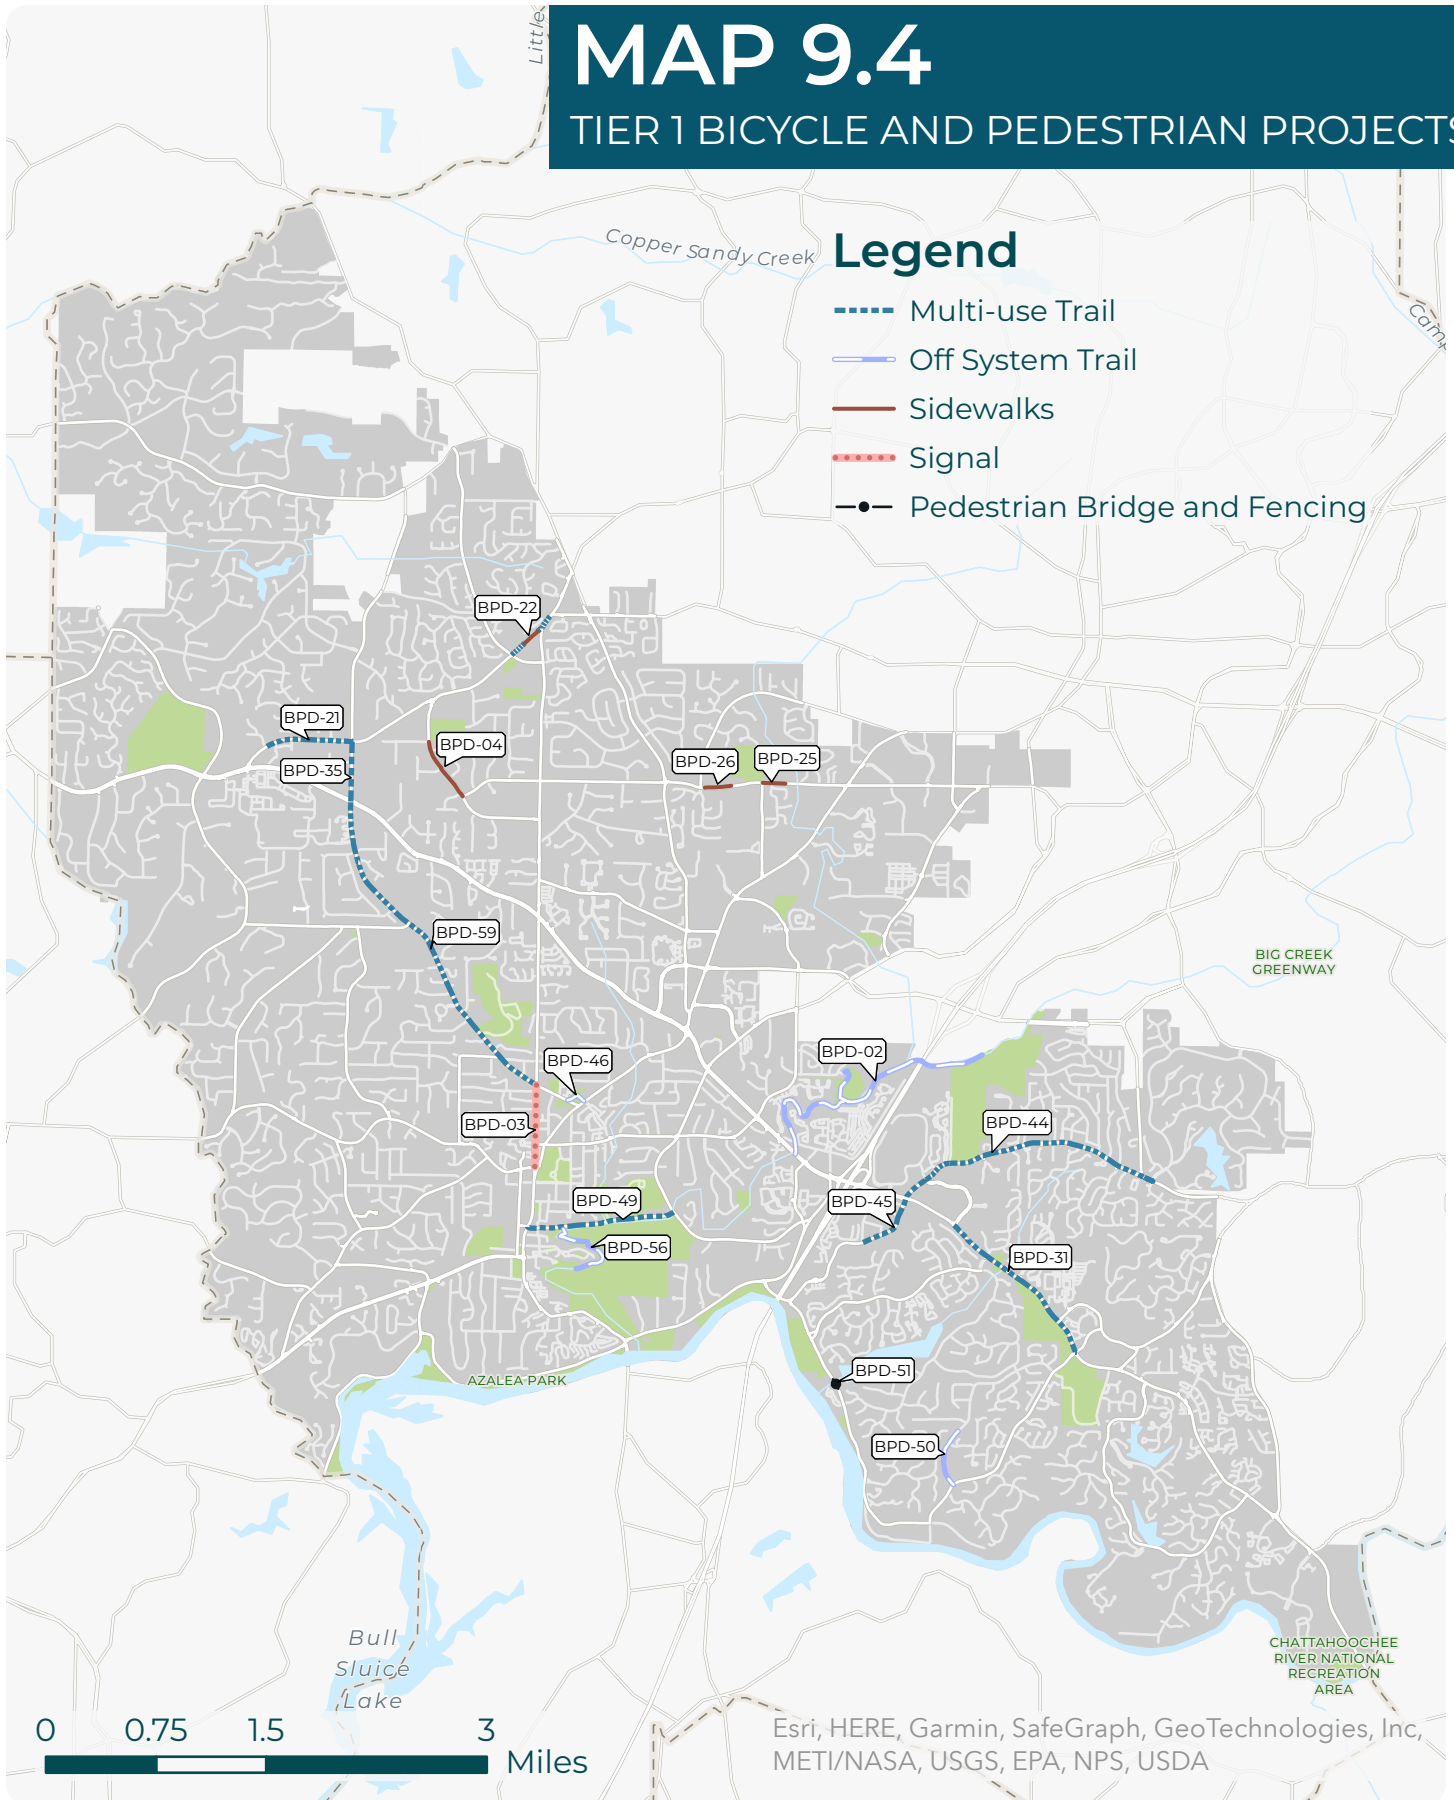 Little
MAP 9.4
TIER 1 BICYCLE AND PEDESTRIAN PROJECTS
Copper Sandy Creek
Legend
Multi-use Trail
Off System Trail
Sidewalks
Signal
Pedestrian Bridge and Fencing
BPD-22
BPD-21
BPD-04
BPD-35
BPD-26
BPD-25
BPD-59
BIG CREEK
GREENWAY
BPD-46
BPD-02
BPD-03
BPD-44
BPD-49
BPD-45
BPD-56
BPD-31
BPD-51
AZALEA PARK
BPD-50
Bull
Sluice
Lake
CHATTAHOOCHEE
RIVER NATIONAL
RECREATION
AREA
0 0.75 1.5 3
Miles
Esri, HERE, Garmin, SafeGraph, GeoTechnologies, Inc,
METI/NASA, USGS, EPA, NPS, USDA